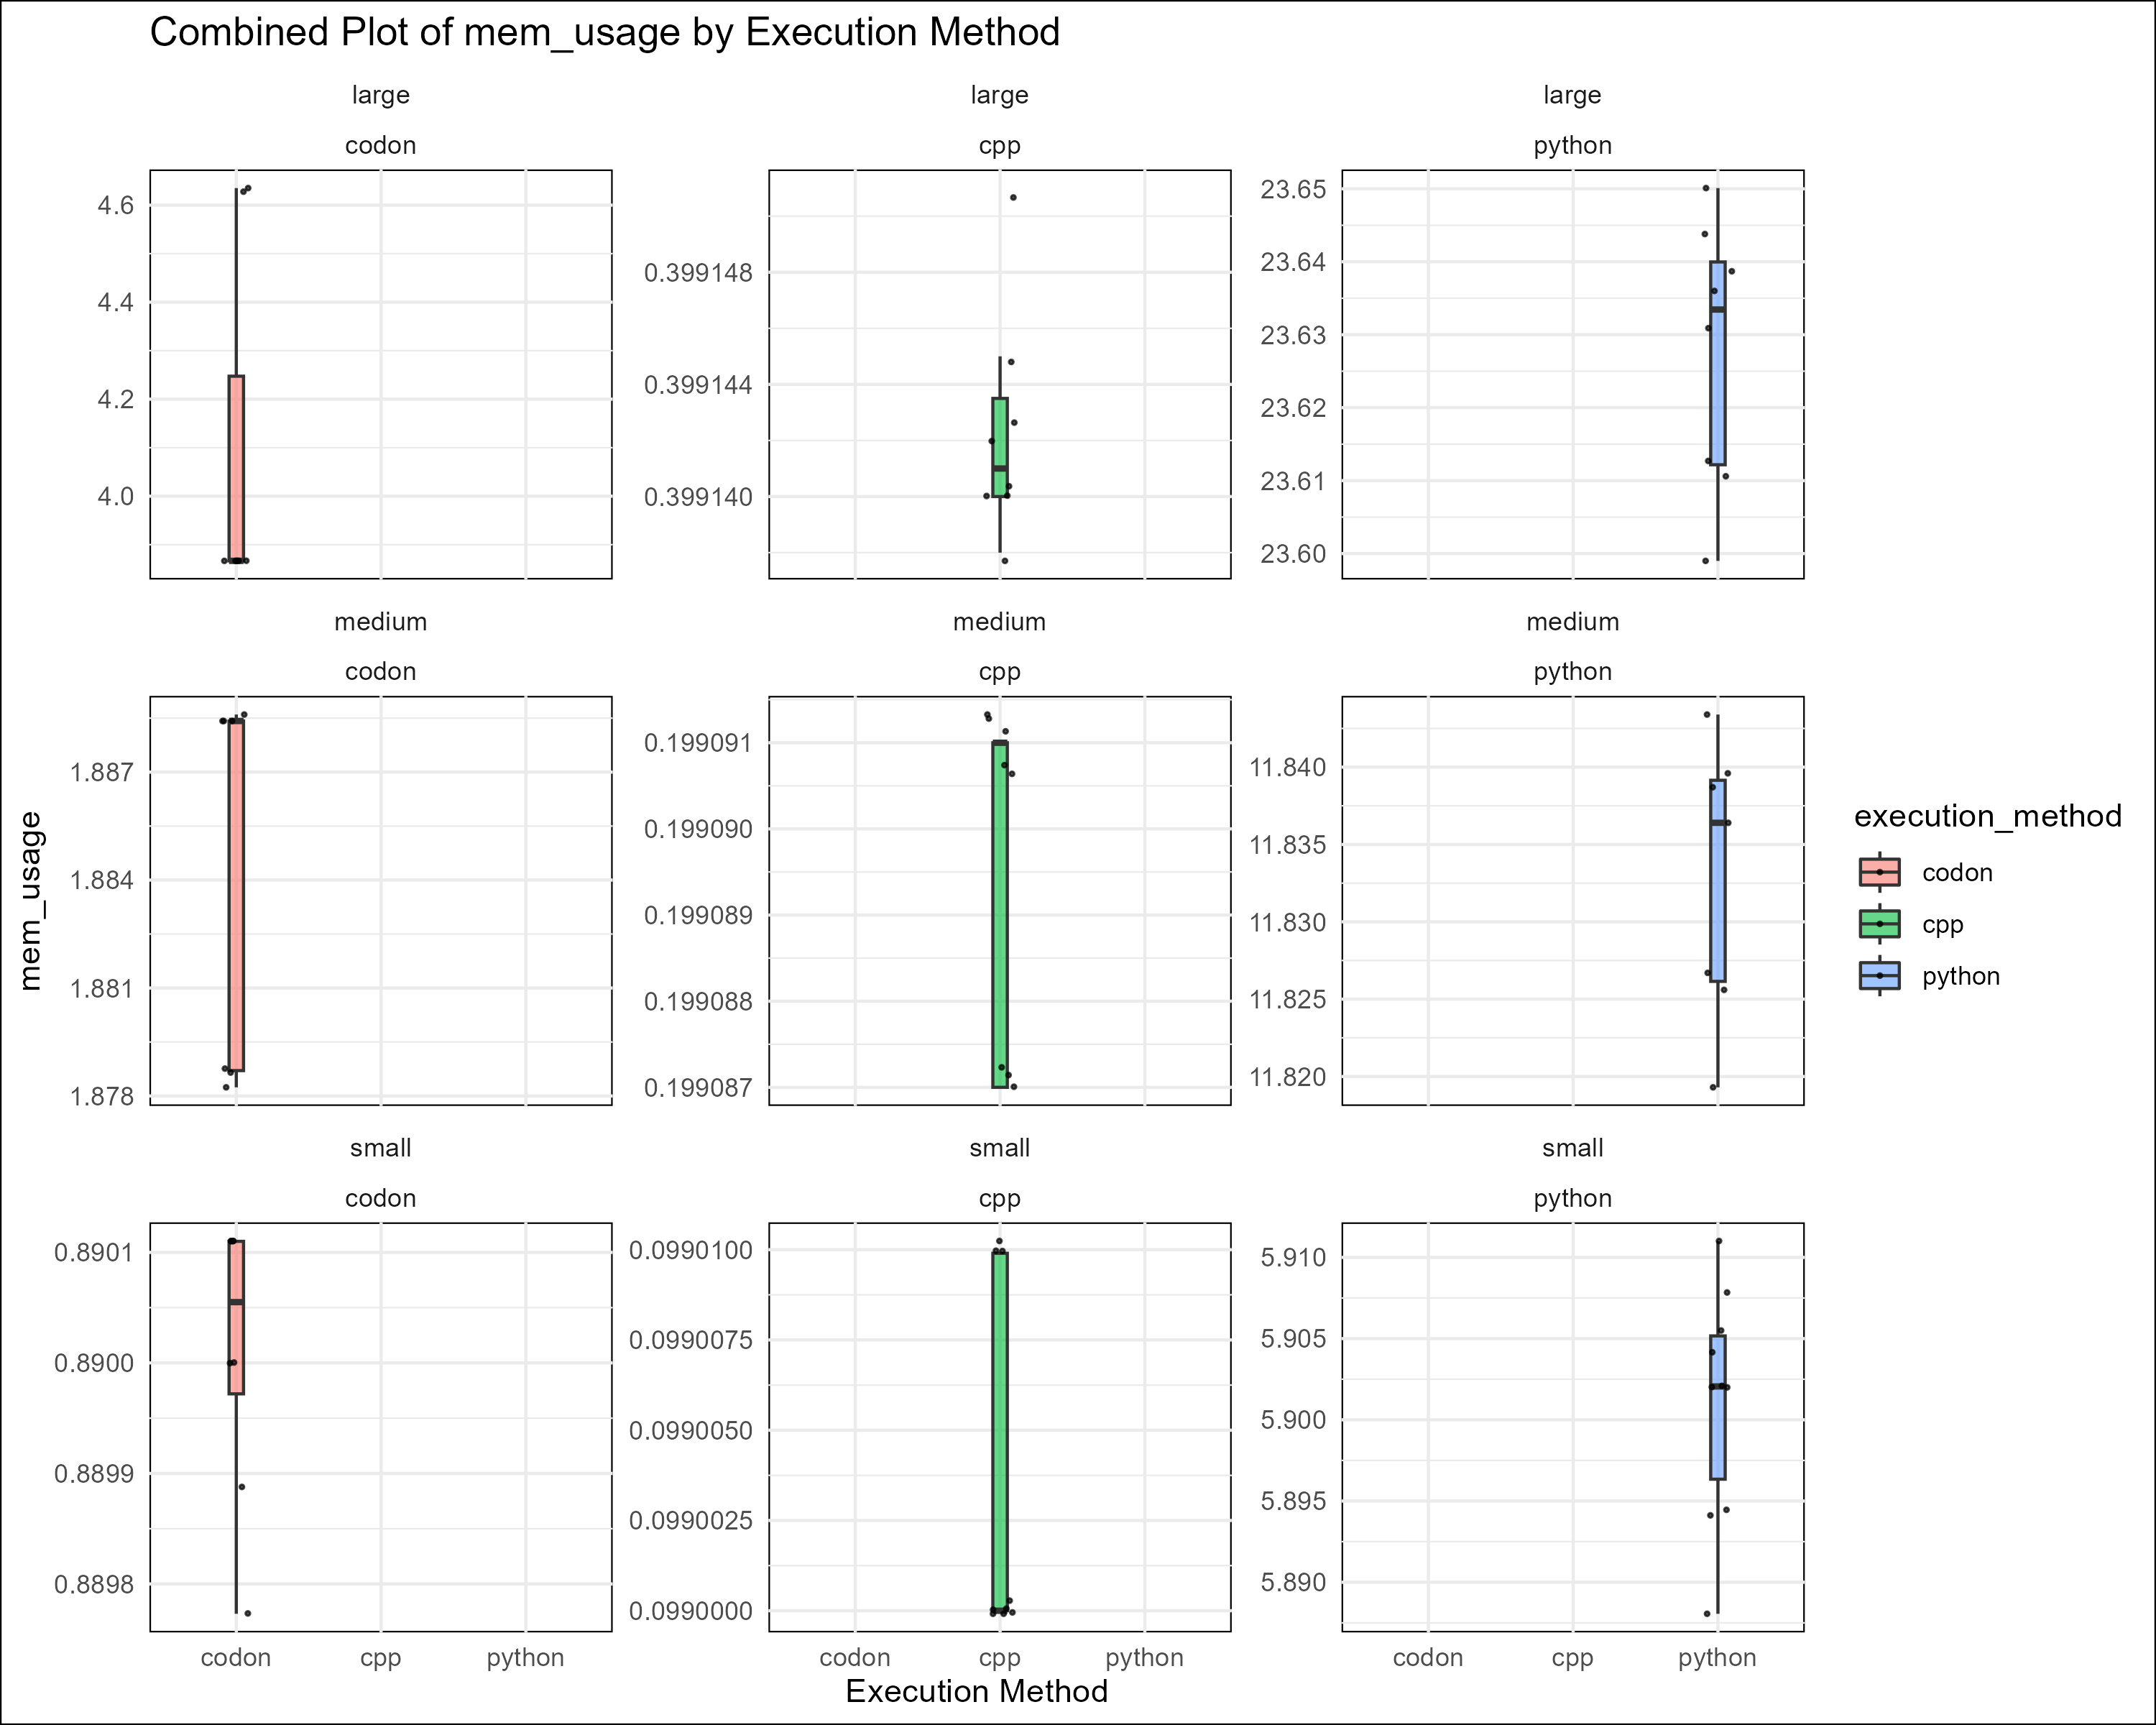 Combined Plot of mem_usage by Execution Method
large
large
large
codon
cpp
python
4.6
4.4
4.2
4.0
0.399148
0.399144
0.399140
23.65
23.64
23.63
23.62
23.61
23.60
medium
medium
medium
codon
cpp
python
1.887
1.884
1.881
1.878
0.199091
0.199090
0.199089
0.199088
0.199087
11.840
11.835
11.830
11.825
11.820
small
small
small
codon
cpp
python
0.8901
0.8900
0.8899
0.8898
0.0990100
0.0990075
0.0990050
0.0990025
0.0990000
5.910
5.905
5.900
5.895
5.890
codon cpp python
codon cpp python
codon cpp python
Execution Method
mem_usage
execution_method
codon
cpp
python